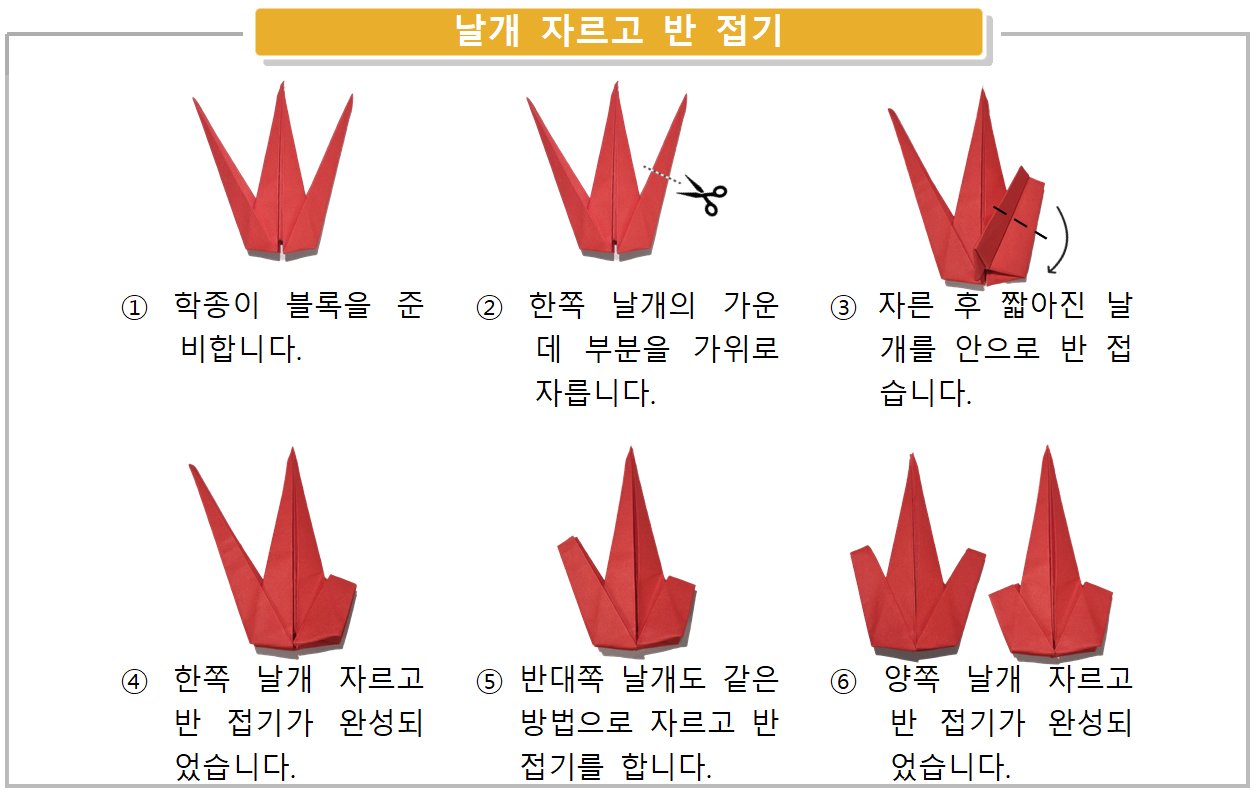 날개 자르고 반 접기
① 학종이 블록을 준
비합니다.
② 한쪽 날개의 가운
데 부분을 가위로
자릅니다.
③ 자른 후 짧아진 날
개를 안으로 반 접
습니다.
④ 한쪽 날개 자르고
반 접기가 완성되
었습니다.
⑤ 반대쪽 날개도 같은
방법으로 자르고 반
접기를 합니다.
⑥ 양쪽 날개 자르고
반 접기가 완성되
었습니다.